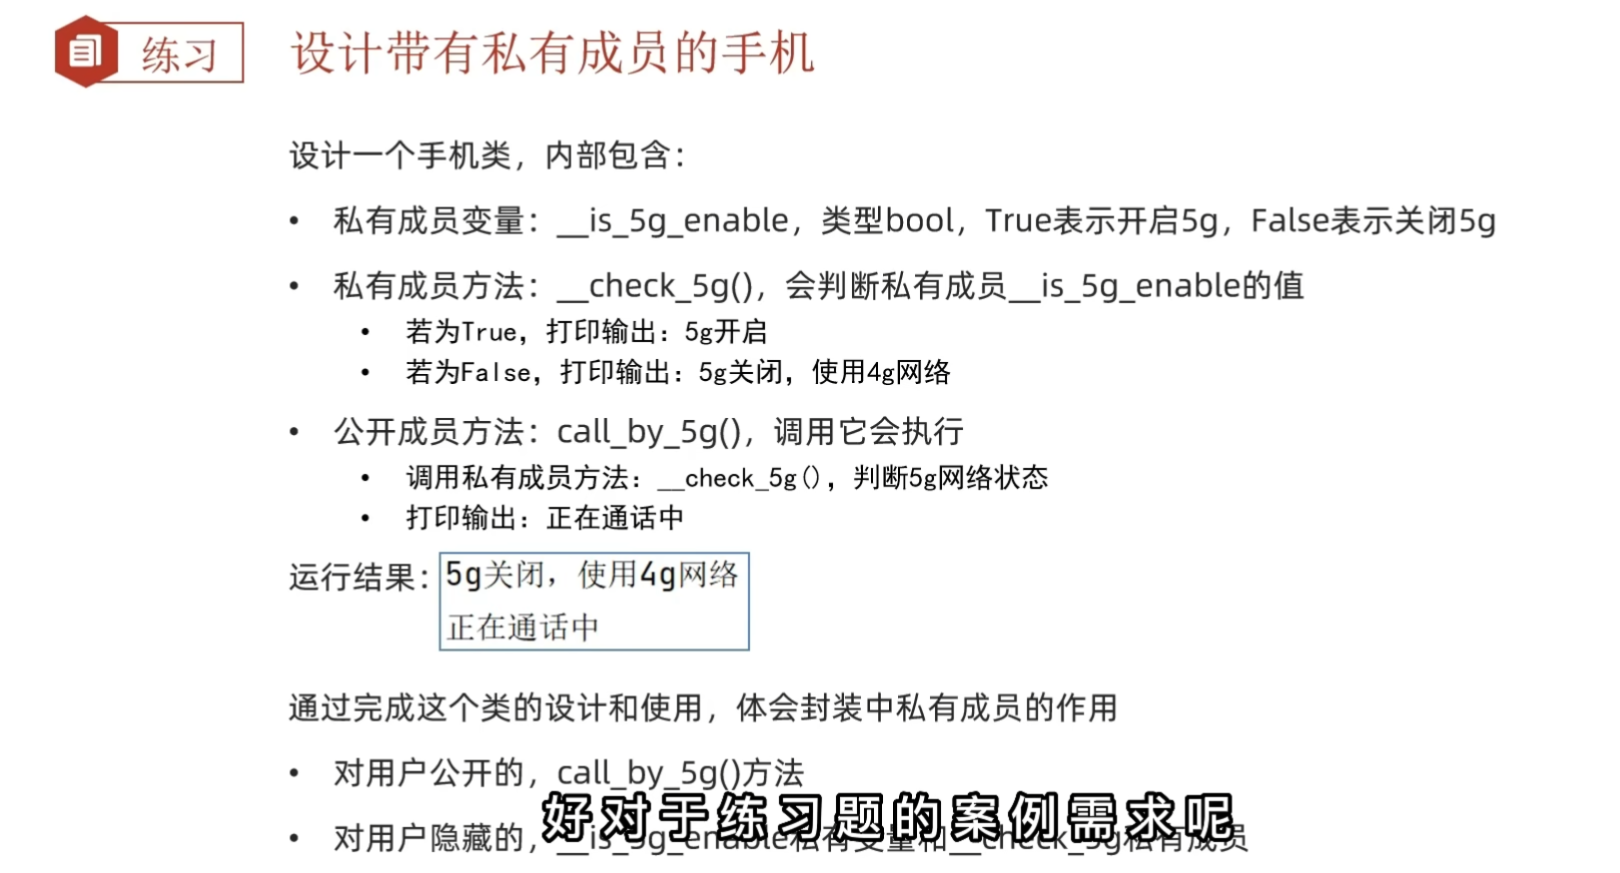 练习
设计带有私有成员的手机
设计一个手机类，内部包含：
• 私有成员变量：__is_5g_enable，类型bool，True表示开启5g，False表示关闭5g
• 私有成员方法：__check_5g()，会判断私有成员__is_5g_enable的值
• 若为True，打印输出：5g开启
• 若为False，打印输出：5g关闭，使用4g网络
• 公开成员方法：call_by_5g()，调用它会执行
• 调用私有成员方法：__check_5g()，判断5g网络状态
• 打印输出：正在通话中
运行结果：
5g关闭，使用4g网络
正在通话中
通过完成这个类的设计和使用，体会封装中私有成员的作用
• 对用户公开的，call_by_5g()方法
• 对用户隐藏的，__is_5g_enable私有变量和__check_5g私有成员
好对于练习题的案例需求呢